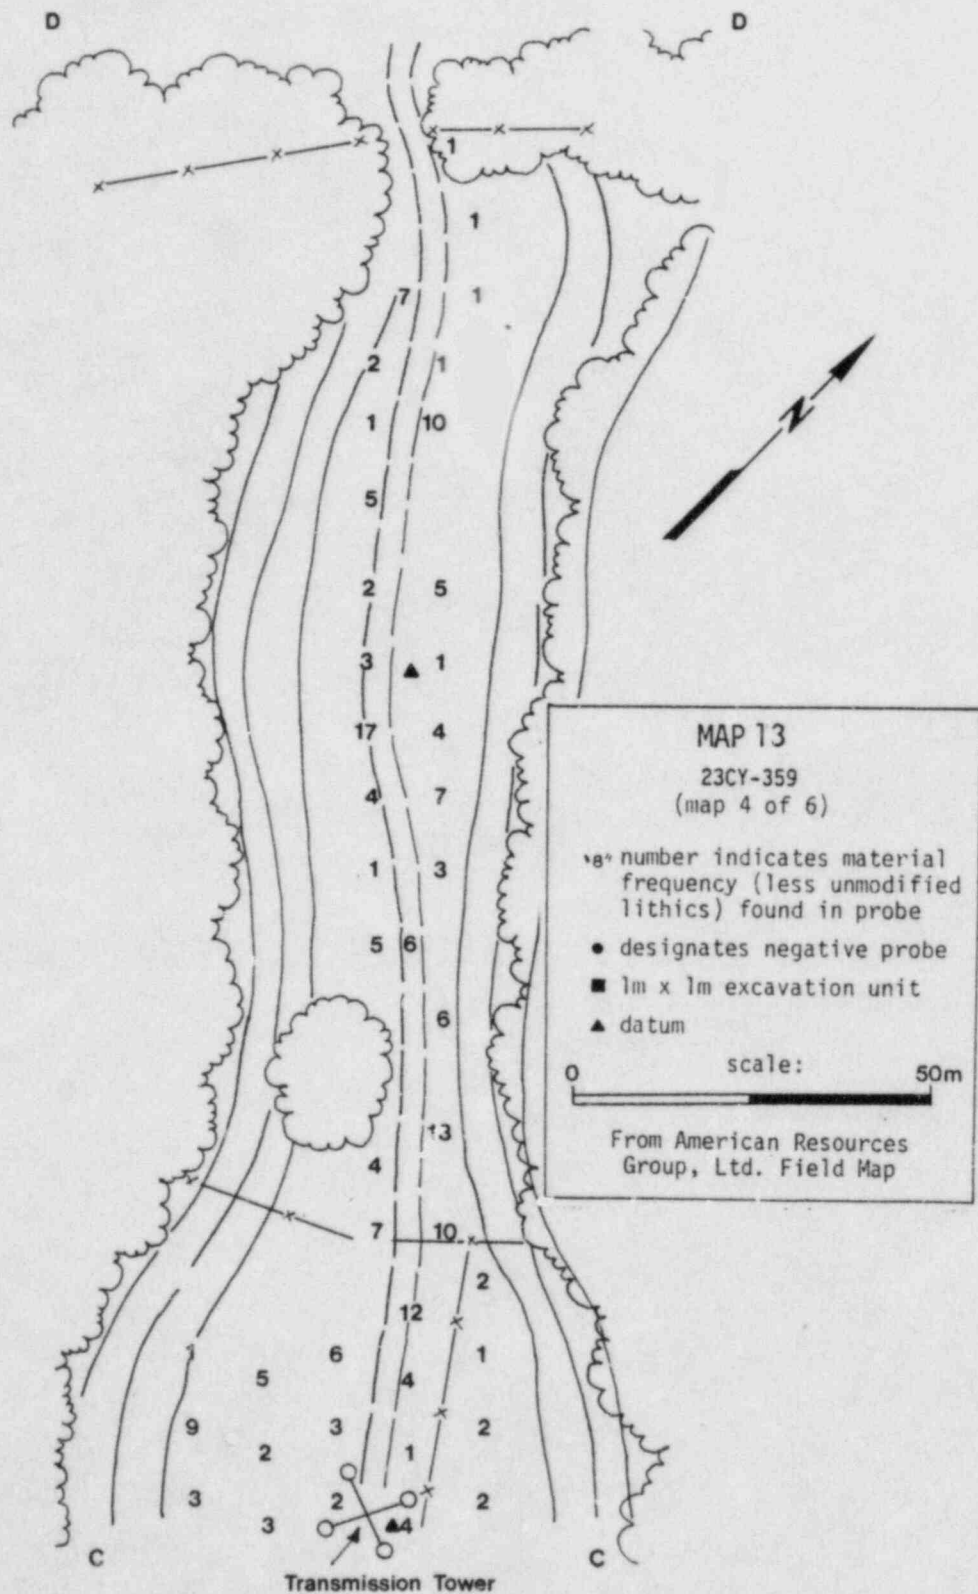 D D
1
1
7 1
2 1
1 10
5
2 5
3 1
17 4
4 7
1 3
5 6
6
13
4
7 10
2
12
1 6 1
5 4
9 3 2
2 1
3 2 2
3 4
C C
Transmission Tower
N
MAP 13
23CY-359
(map 4 of 6)
"8" number indicates material
frequency (less unmodified
lithics) found in probe
designates negative probe
1m x 1m excavation unit
datum
scale:
0 50m
From American Resources
Group, Ltd. Field Map